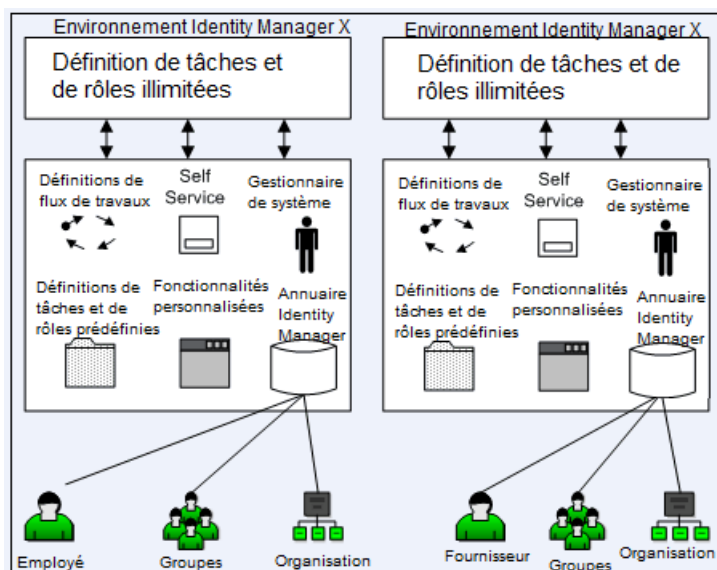 Environnement Identity Manager X
Définition de tâches et
de rôles illimitées
Définitions de
flux de travaux
Self
Service
Gestionnaire
de système
Définitions de
tâches et de
rôles prédéfinies
Fonctionnalités
personnalisées
Annuaire
Identity
Manager
Employé
Groupes
Organisation
Environnement Identity Manager X
Définition de tâches et de
rôles illimitées
Définitions de
flux de travaux
Self
Service
Gestionnaire
de système
Définitions de
tâches et de
rôles prédéfinies
Fonctionnalités
personnalisées
Annuaire
Identity
Manager
Fournisseur
Groupes
Organisation